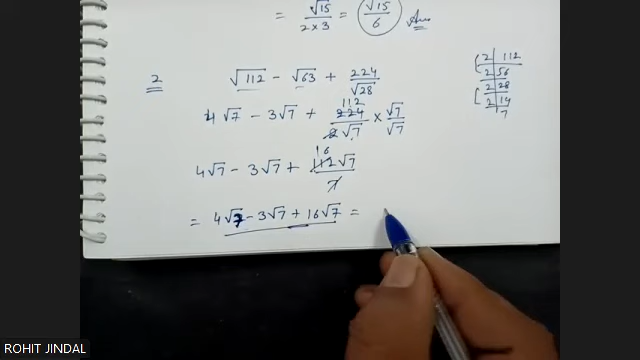 = √15 / 2×3 = √15 / 6 Ans
2 √112 − √63 + 224 / √28
4√7 − 3√7 + 112 224 / 2√7 × √7 / √7
4√7 − 3√7 + 16 112√7 / 7
= 4√7 − 3√7 + 16√7 =
2 | 112
2 | 56
2 | 28
2 | 14
7
ROHIT JINDAL